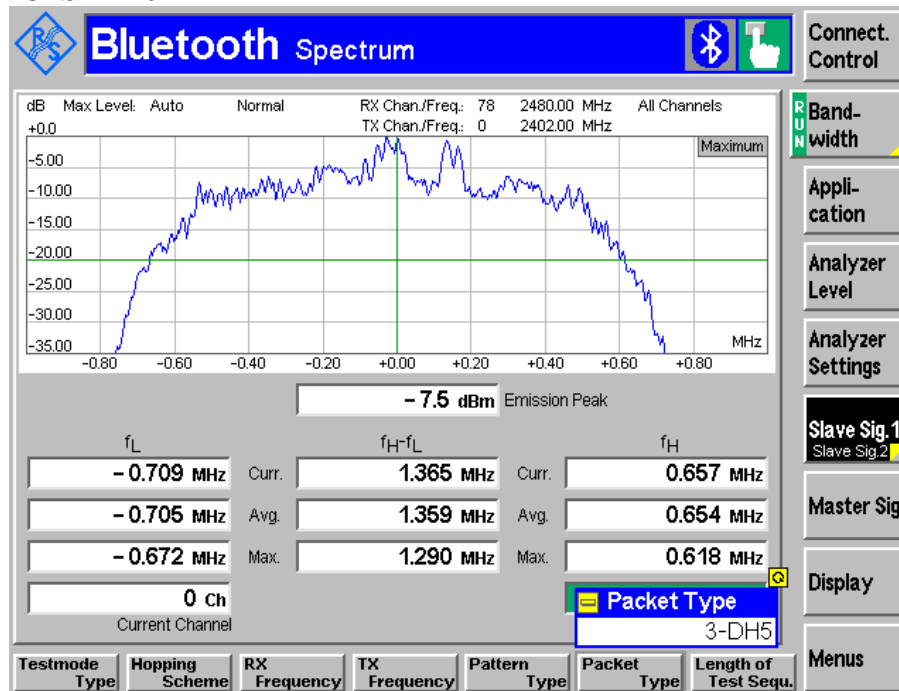 R&S
Bluetooth Spectrum
Connect.
Control
dB Max Level: Auto Normal RX Chan./Freq.: 78 2480.00 MHz All Channels
+0.0 TX Chan./Freq.: 0 2402.00 MHz
Maximum
-5.00
-10.00
-15.00
-20.00
-25.00
-30.00
-35.00
MHz
-0.80 -0.60 -0.40 -0.20 +0.00 +0.20 +0.40 +0.60 +0.80
RUN
Band-
width
Appli-
cation
Analyzer
Level
Analyzer
Settings
Slave Sig.1
Slave Sig.2
Master Sig
Display
Menus
– 7.5 dBm Emission Peak
fL fH-fL fH
– 0.709 MHz Curr. 1.365 MHz Curr. 0.657 MHz
– 0.705 MHz Avg. 1.359 MHz Avg. 0.654 MHz
– 0.672 MHz Max. 1.290 MHz Max. 0.618 MHz
0 Ch
Current Channel
Q
Packet Type
3-DH5
Testmode Hopping RX TX Pattern Packet Length of
Type Scheme Frequency Frequency Type Type Test Sequ.